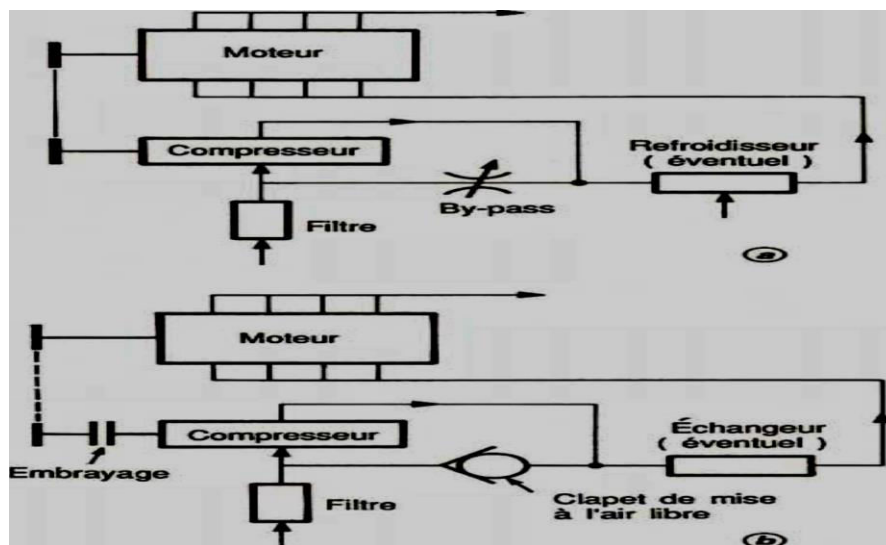 Moteur
Compresseur
Refroidisseur
( éventuel )
By-pass
Filtre
a
Moteur
Compresseur
Échangeur
( éventuel )
Embrayage
Filtre
Clapet de mise
à l'air libre
b